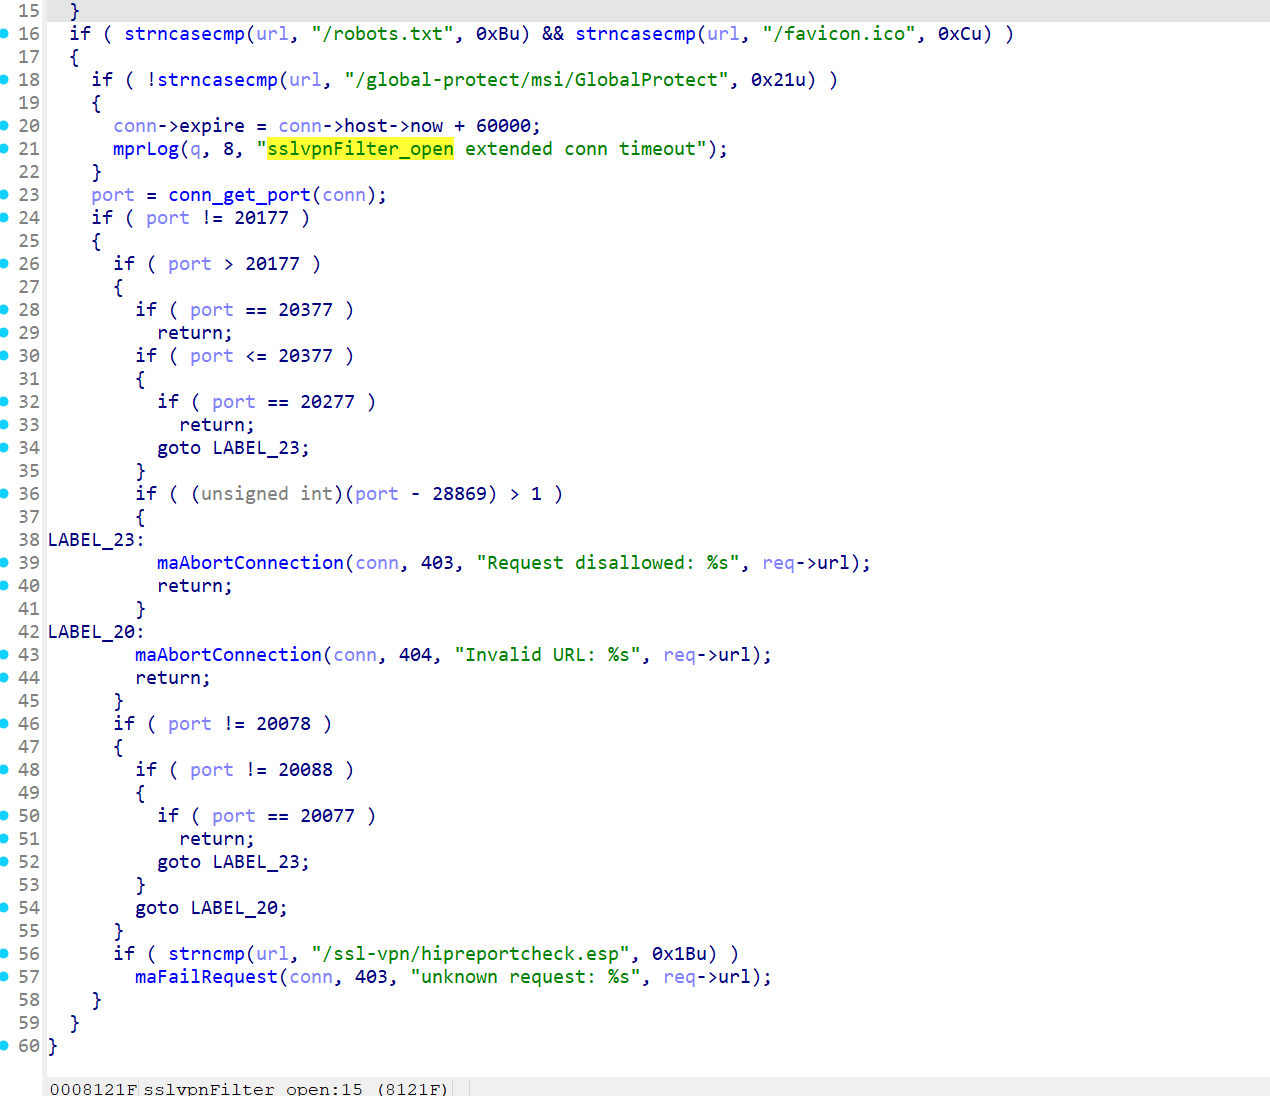 15   }
16   if ( strncasecmp(url, "/robots.txt", 0xBu) && strncasecmp(url, "/favicon.ico", 0xCu) )
17   {
18     if ( !strncasecmp(url, "/global-protect/msi/GlobalProtect", 0x21u) )
19     {
20       conn->expire = conn->host->now + 60000;
21       mprLog(q, 8, "sslvpnFilter_open extended conn timeout");
22     }
23     port = conn_get_port(conn);
24     if ( port != 20177 )
25     {
26       if ( port > 20177 )
27       {
28         if ( port == 20377 )
29           return;
30         if ( port <= 20377 )
31         {
32           if ( port == 20277 )
33             return;
34           goto LABEL_23;
35         }
36         if ( (unsigned int)(port - 28869) > 1 )
37         {
38 LABEL_23:
39           maAbortConnection(conn, 403, "Request disallowed: %s", req->url);
40           return;
41         }
42 LABEL_20:
43         maAbortConnection(conn, 404, "Invalid URL: %s", req->url);
44         return;
45       }
46       if ( port != 20078 )
47       {
48         if ( port != 20088 )
49         {
50           if ( port == 20077 )
51             return;
52           goto LABEL_23;
53         }
54         goto LABEL_20;
55       }
56       if ( strncmp(url, "/ssl-vpn/hipreportcheck.esp", 0x1Bu) )
57         maFailRequest(conn, 403, "unknown request: %s", req->url);
58     }
59   }
60 }
0008121F sslvpnFilter_open:15 (8121F)